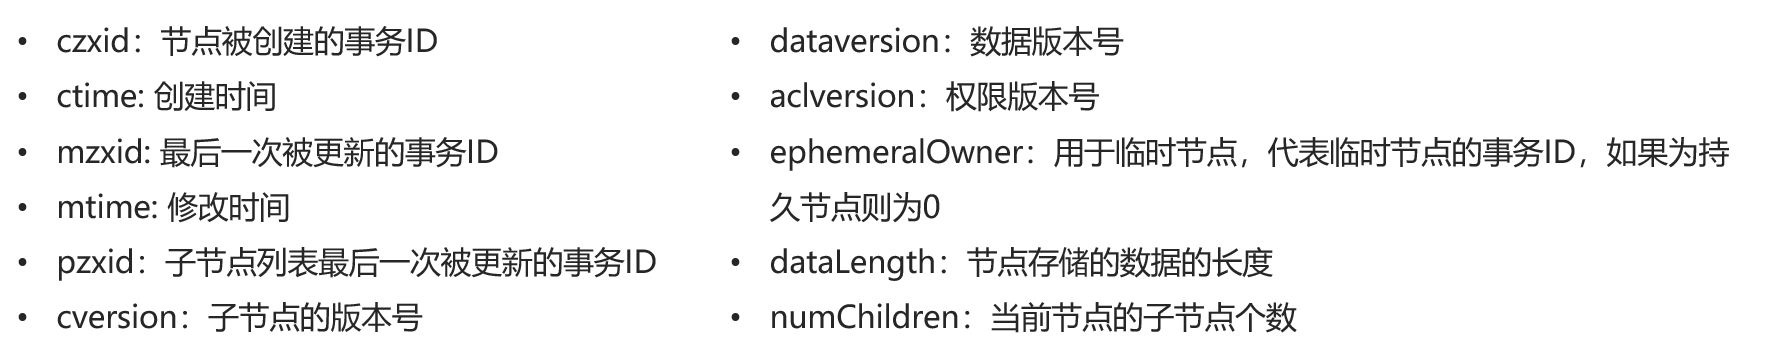 • czxid：节点被创建的事务ID
• ctime: 创建时间
• mzxid: 最后一次被更新的事务ID
• mtime: 修改时间
• pzxid：子节点列表最后一次被更新的事务ID
• cversion：子节点的版本号
• dataversion：数据版本号
• aclversion：权限版本号
• ephemeralOwner：用于临时节点，代表临时节点的事务ID，如果为持
久节点则为0
• dataLength：节点存储的数据的长度
• numChildren：当前节点的子节点个数